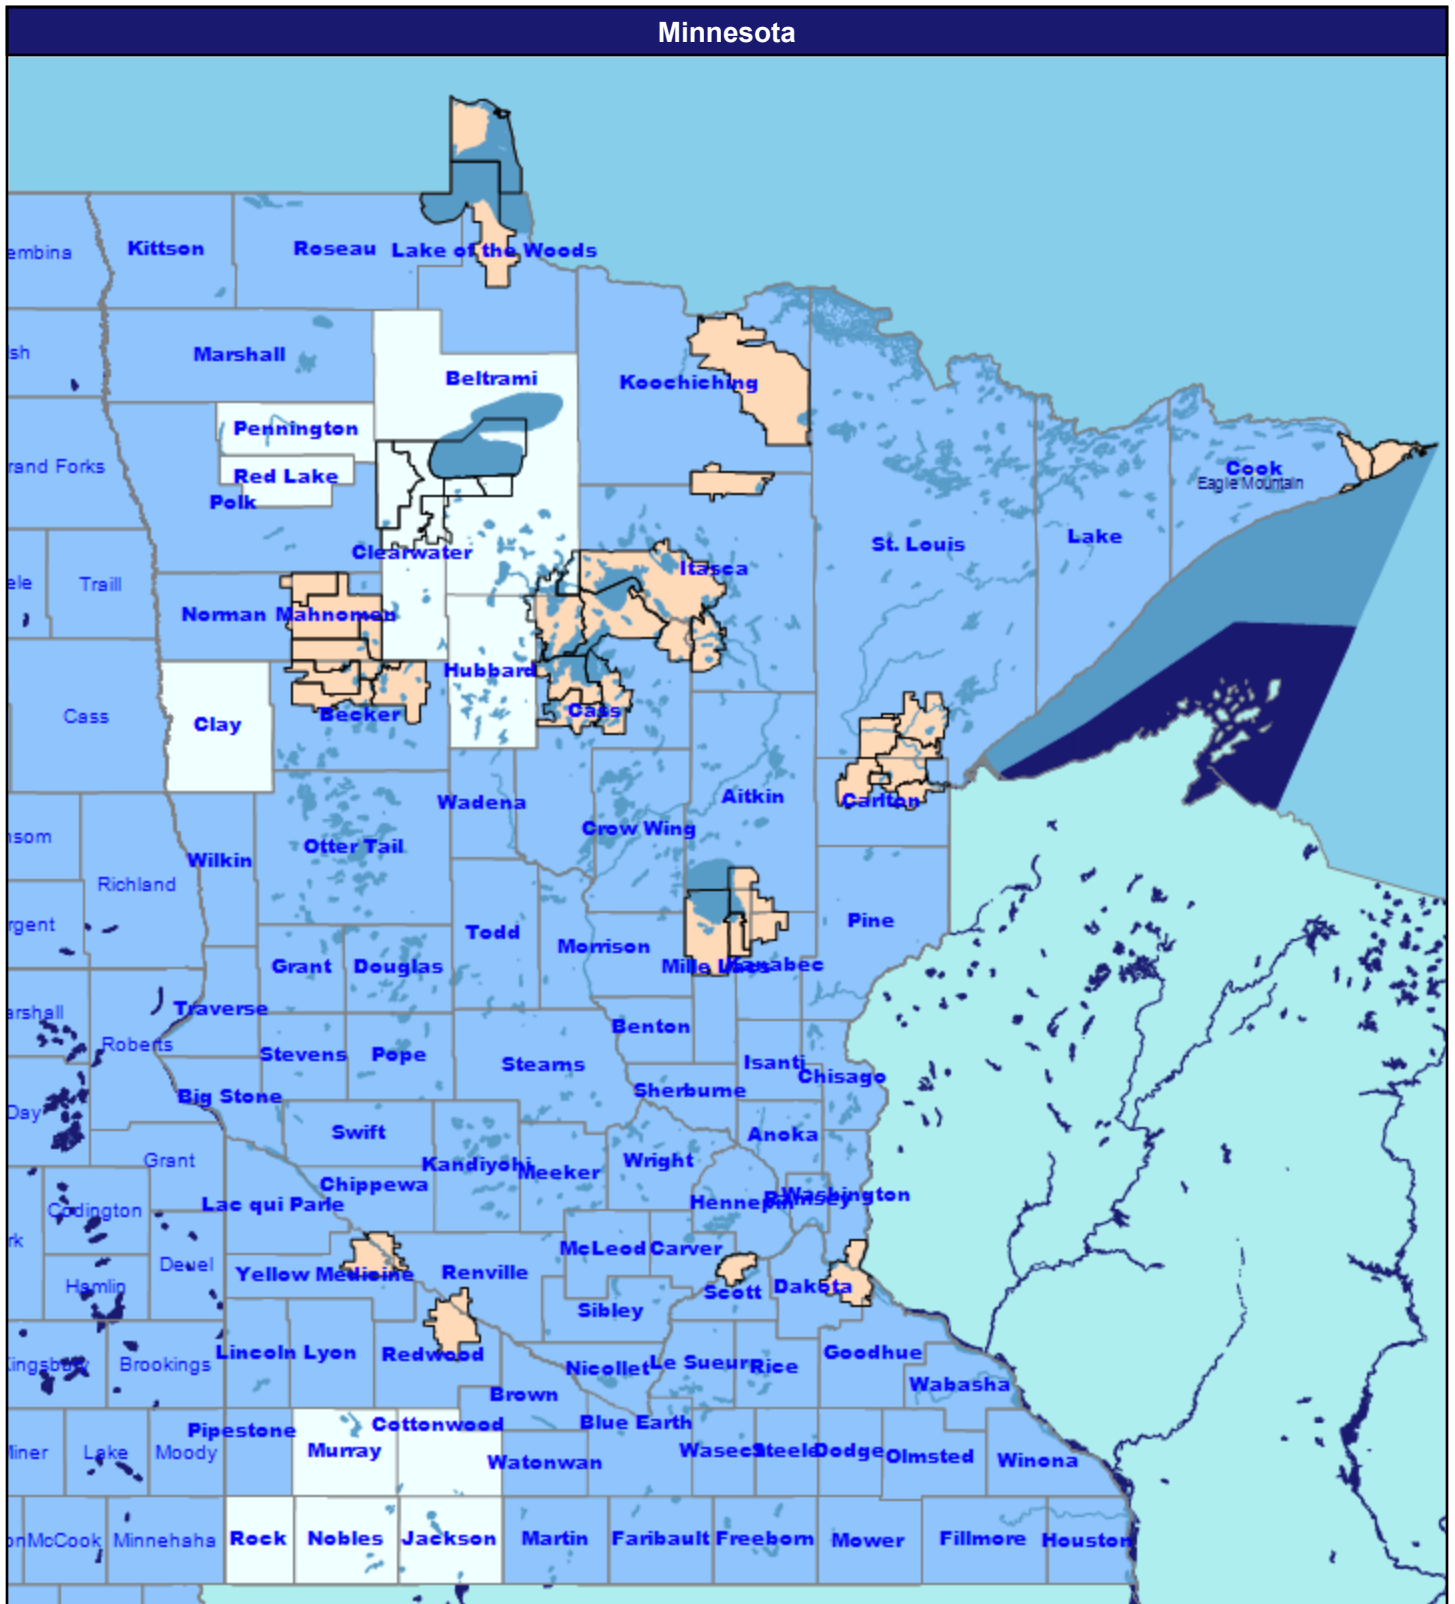 Minnesota
embina
Kittson
Roseau
Lake of the Woods
sh
Marshall
Beltrami
Koochiching
Pennington
rand Forks
Red Lake
Polk
Cook
Eagle Mountain
Clearwater
St. Louis
Lake
Itasca
ele
Traill
Norman
Mahnomen
Hubbard
Cass
Clay
Becker
Cass
Wadena
Aitkin
Carlton
nsom
Crow Wing
Otter Tail
Wilkin
Richland
rgent
Todd
Morrison
Pine
Grant
Douglas
Mille Lacs
Kanabec
arshall
Traverse
Roberts
Benton
Stevens
Pope
Stearns
Isanti
Chisago
Sherburne
Big Stone
Day
Swift
Anoka
Grant
Kandiyohi
Meeker
Wright
Chippewa
Lac qui Parle
Hennepin
Ramsey
Washington
Codington
rk
McLeod
Carver
Deuel
Yellow Medicine
Renville
Hamlin
Scott
Dakota
Sibley
Kingsbury
Brookings
Lincoln
Lyon
Redwood
Nicollet
Le Sueur
Rice
Goodhue
Wabasha
Brown
Pipestone
Cottonwood
Blue Earth
Miner
Lake
Moody
Murray
Watonwan
Waseca
Steele
Dodge
Olmsted
Winona
on
McCook
Minnehaha
Rock
Nobles
Jackson
Martin
Faribault
Freeborn
Mower
Fillmore
Houston